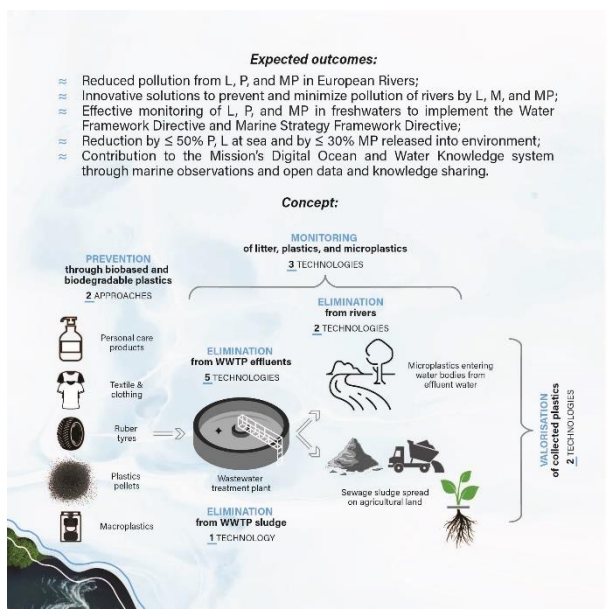 Expected outcomes:
≈ Reduced pollution from L, P, and MP in European Rivers;
≈ Innovative solutions to prevent and minimize pollution of rivers by L, M, and MP;
≈ Effective monitoring of L, P, and MP in freshwaters to implement the Water
Framework Directive and Marine Strategy Framework Directive;
≈ Reduction by ≤ 50% P, L at sea and by ≤ 30% MP released into environment;
≈ Contribution to the Mission's Digital Ocean and Water Knowledge system
through marine observations and open data and knowledge sharing.
Concept:
MONITORING
of litter, plastics, and microplastics
3 TECHNOLOGIES
PREVENTION
through biobased and
biodegradable plastics
2 APPROACHES
Personal care
products
Textile &
clothing
Ruber
tyres
Plastics
pellets
Macroplastics
ELIMINATION
from WWTP effluents
5 TECHNOLOGIES
Wastewater
treatment plant
ELIMINATION
from WWTP sludge
1 TECHNOLOGY
ELIMINATION
from rivers
2 TECHNOLOGIES
Microplastics entering
water bodies from
effluent water
Sewage sludge spread
on agricultural land
VALORISATION
of collected plastics
2 TECHNOLOGIES